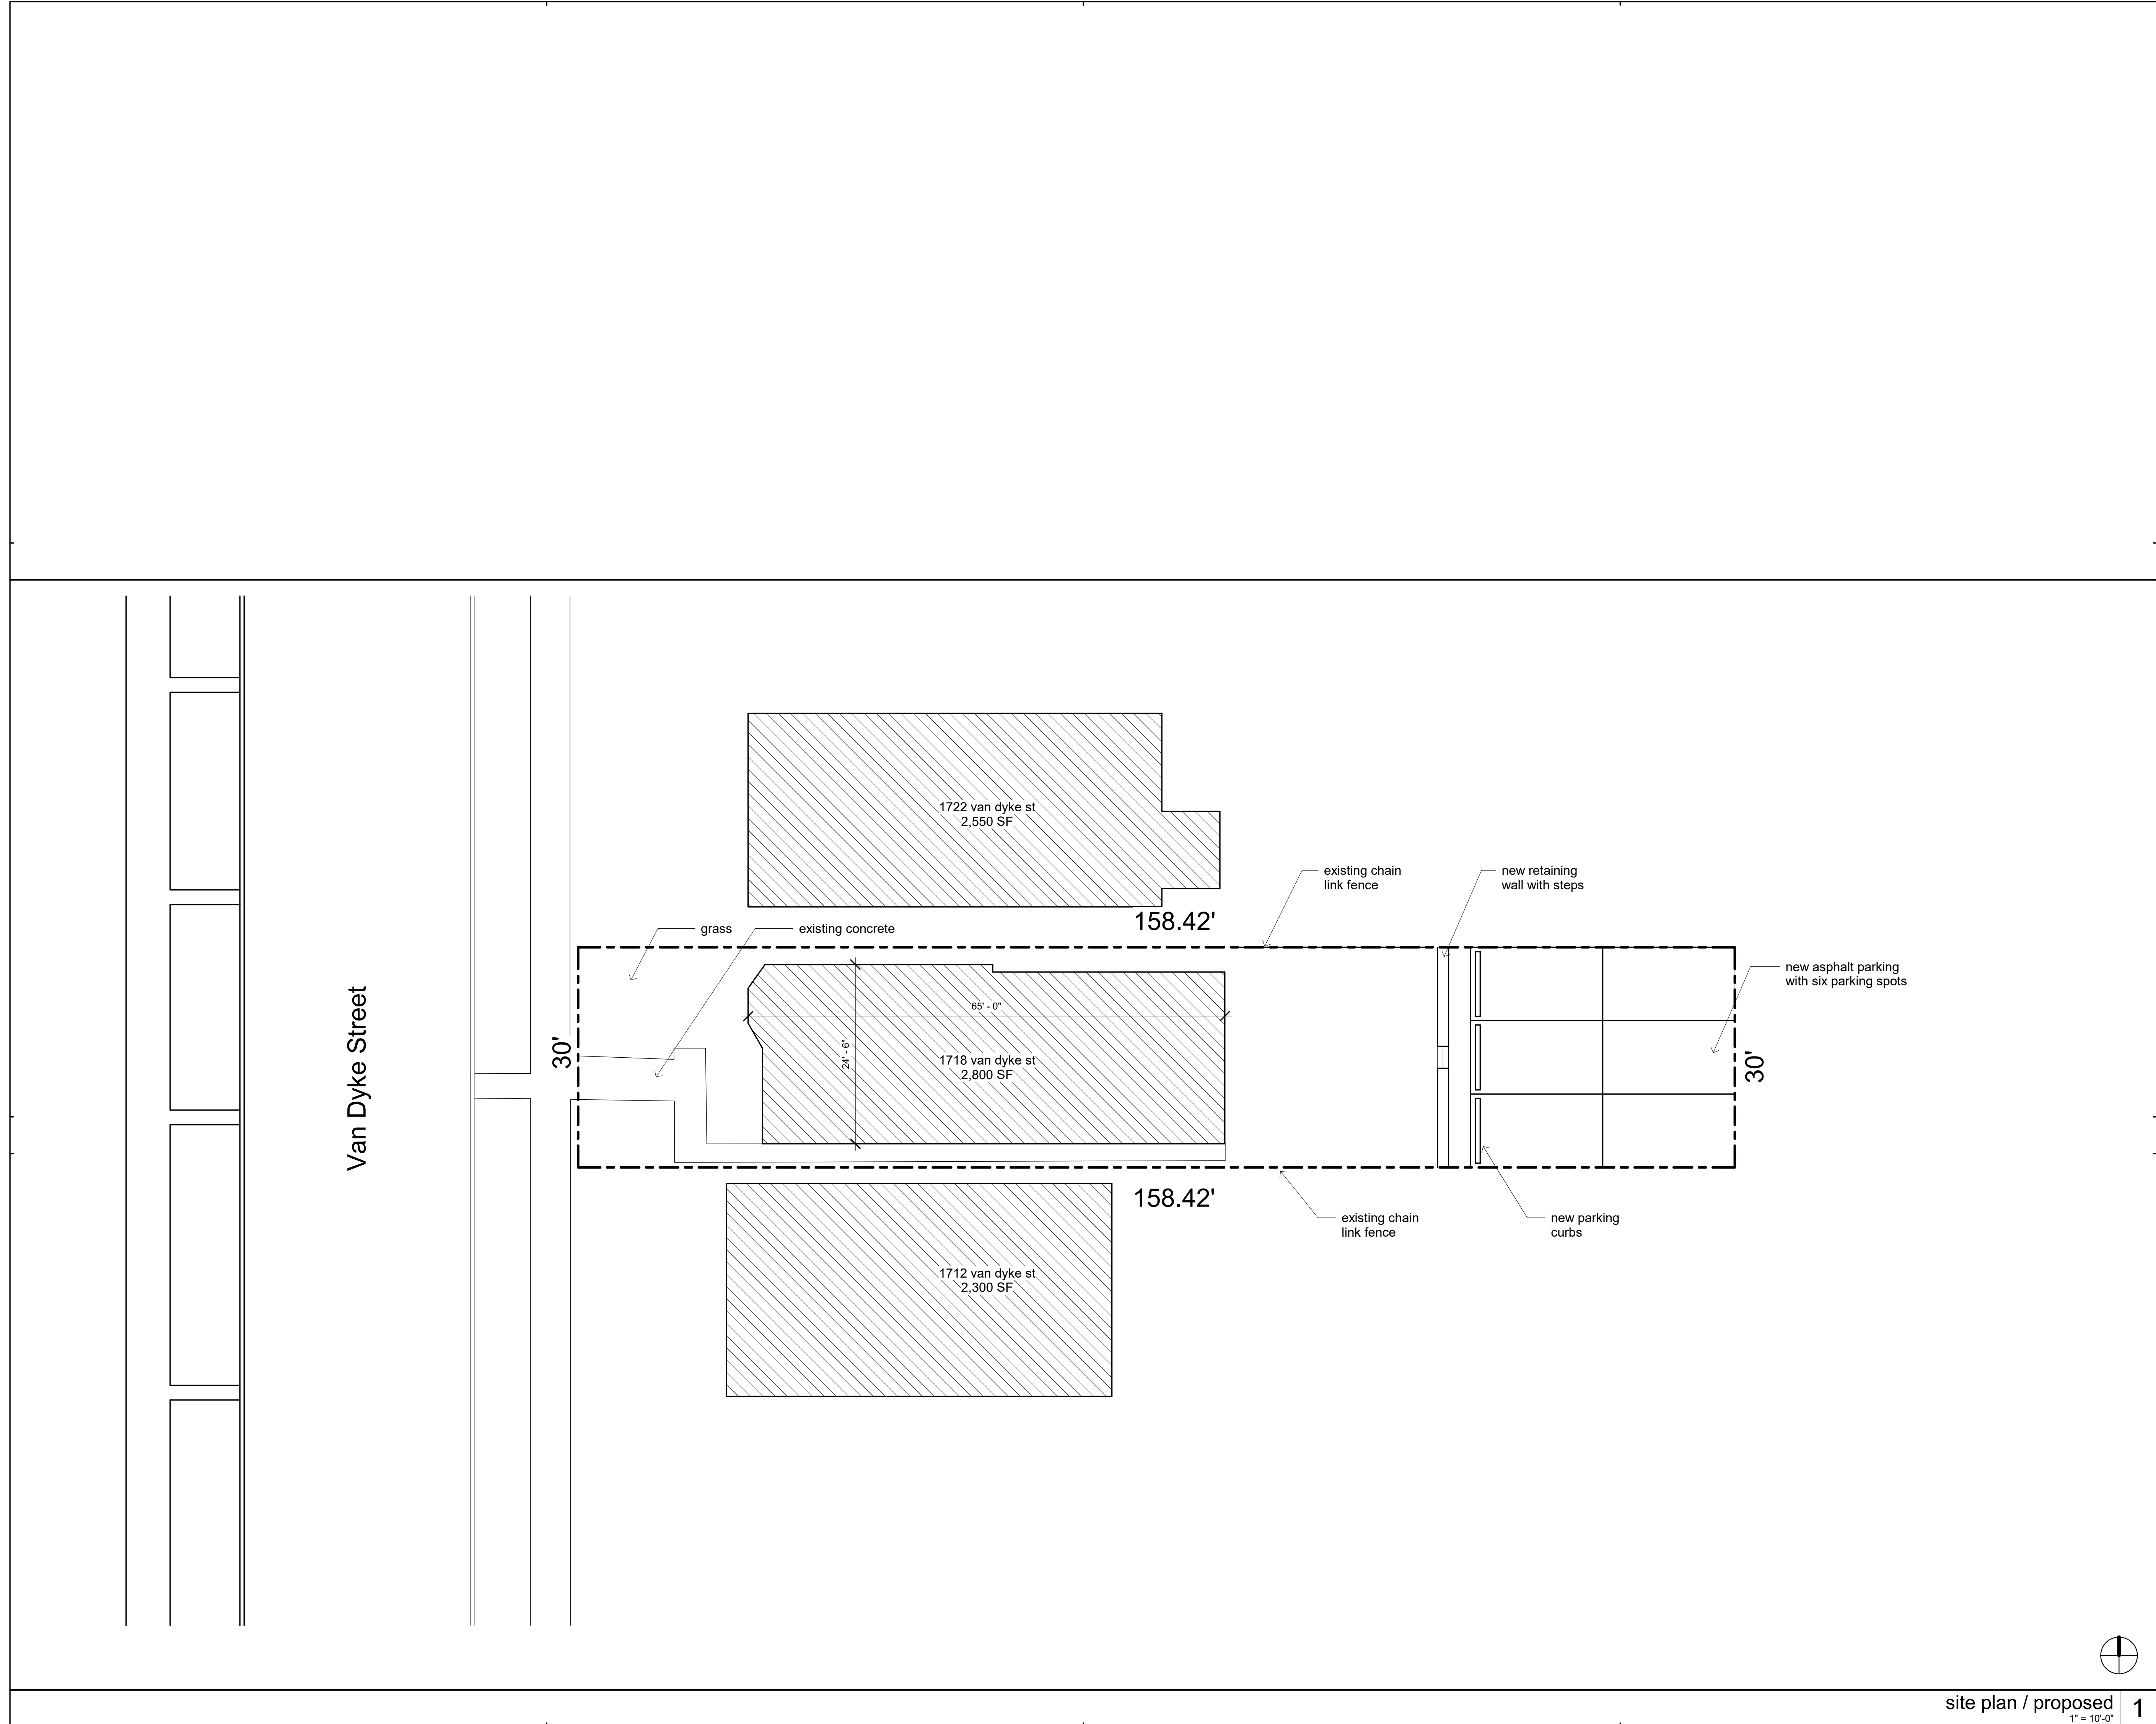 1722 van dyke st
2,550 SF
existing chain
link fence
new retaining
wall with steps
158.42'
grass
existing concrete
new asphalt parking
with six parking spots
Van Dyke Street
30'
65' - 0"
24' - 6"
1718 van dyke st
2,800 SF
30'
158.42'
existing chain
link fence
new parking
curbs
1712 van dyke st
2,300 SF
site plan / proposed
1" = 10'-0"
1